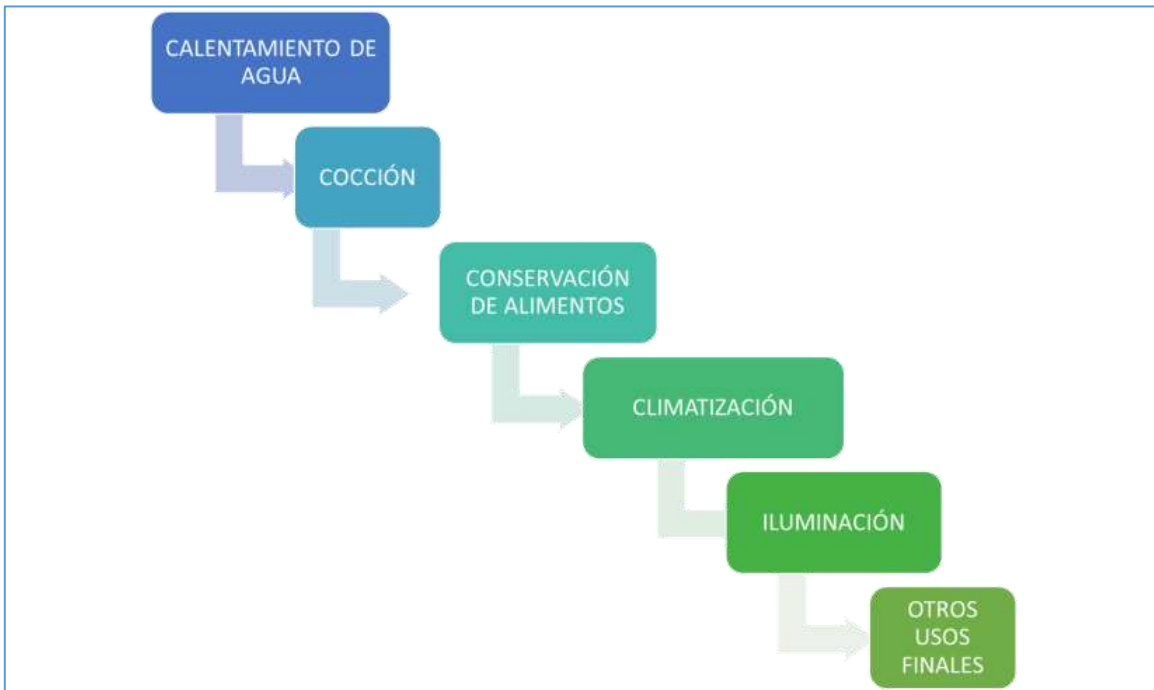 CALENTAMIENTO DE
AGUA
COCCIÓN
CONSERVACIÓN
DE ALIMENTOS
CLIMATIZACIÓN
ILUMINACIÓN
OTROS
USOS
FINALES